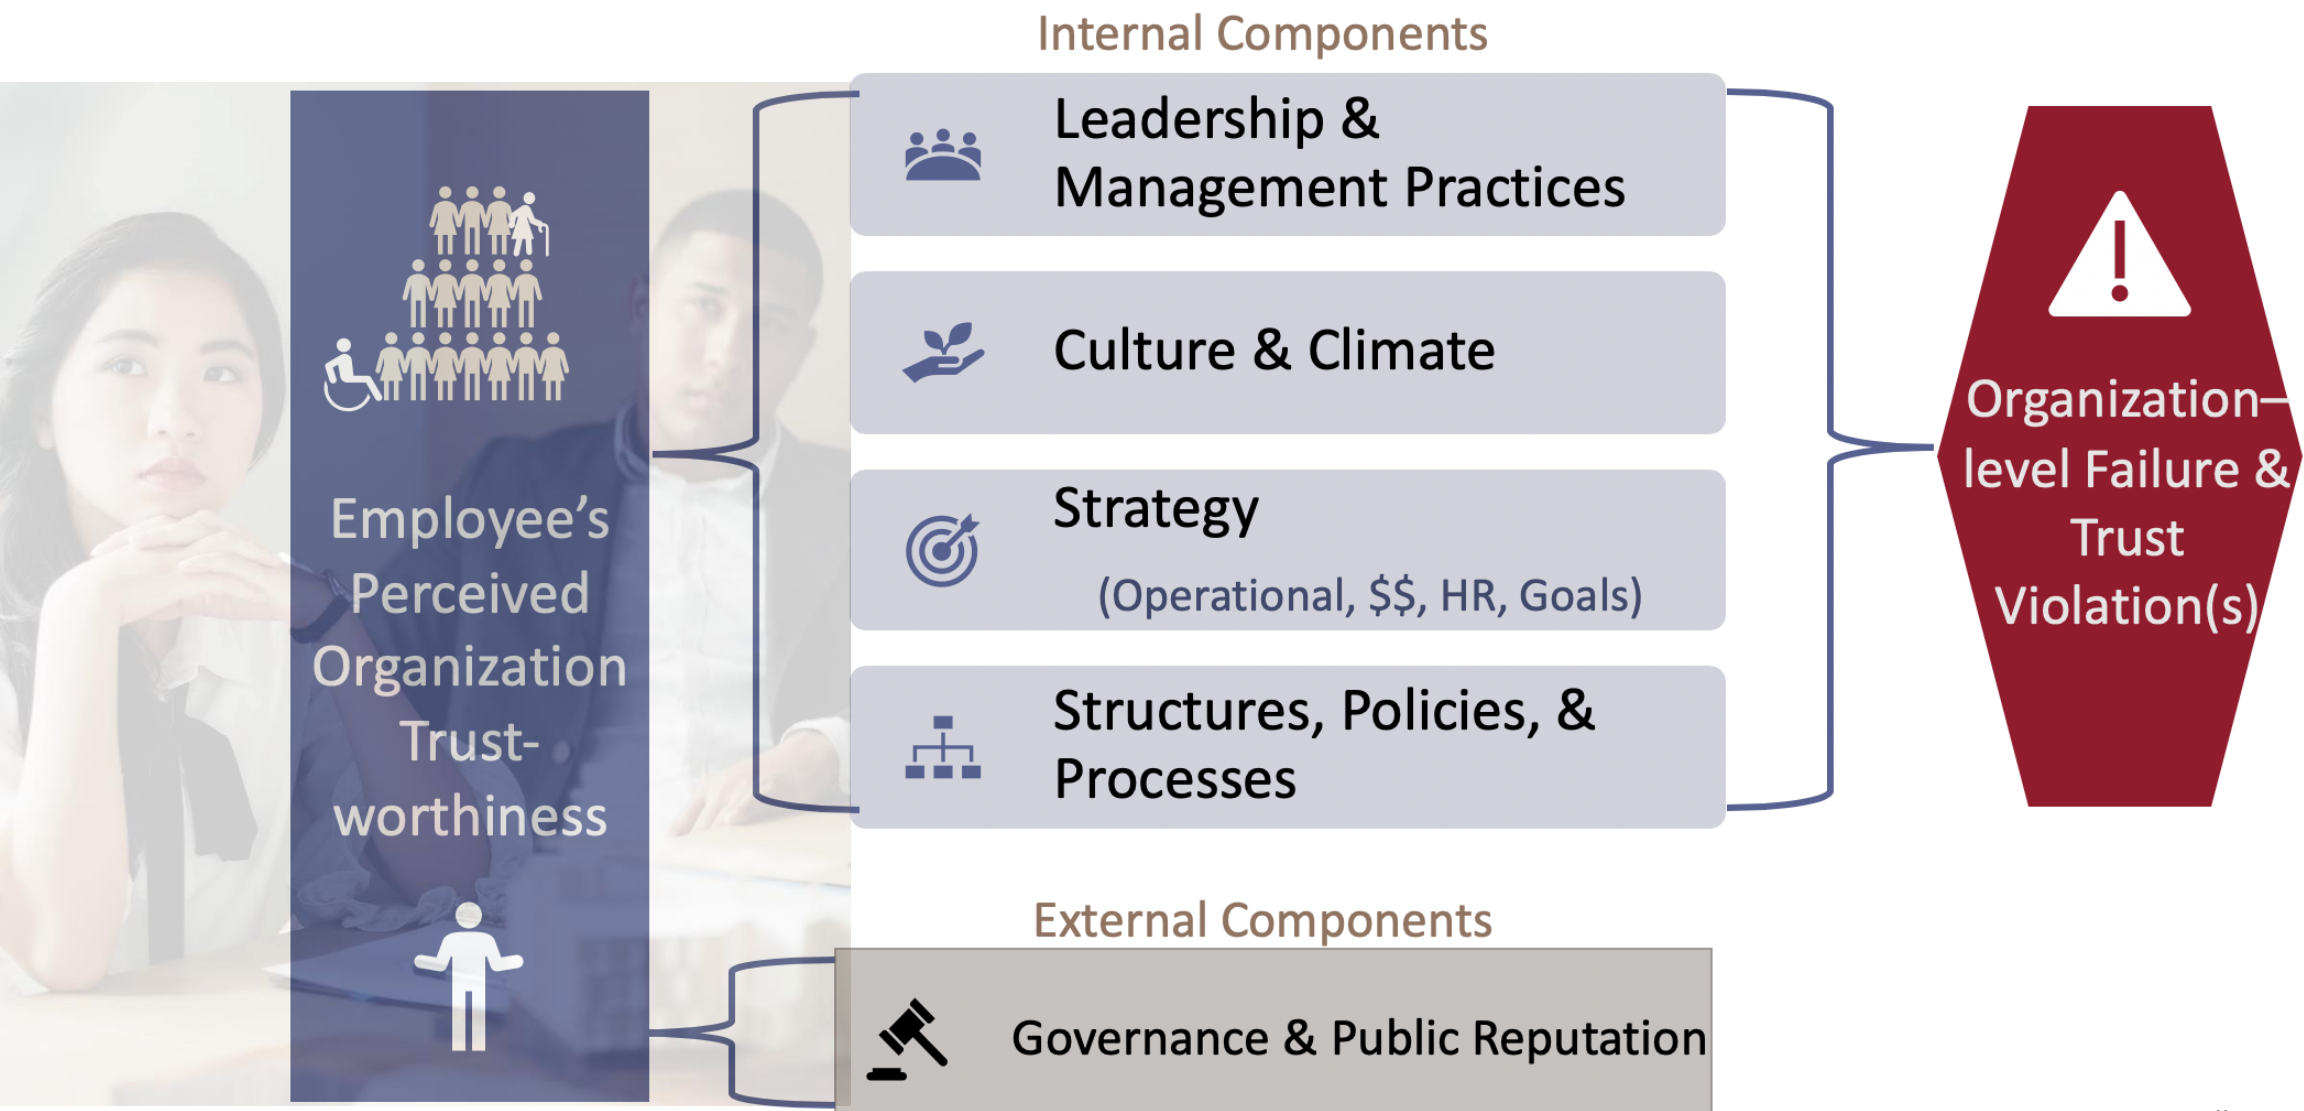 Internal Components
Employee’s
Perceived
Organization
Trust-
worthiness
Leadership &
Management Practices
Culture & Climate
Strategy
(Operational, $$, HR, Goals)
Structures, Policies, &
Processes
Organization–
level Failure &
Trust
Violation(s)
External Components
Governance & Public Reputation